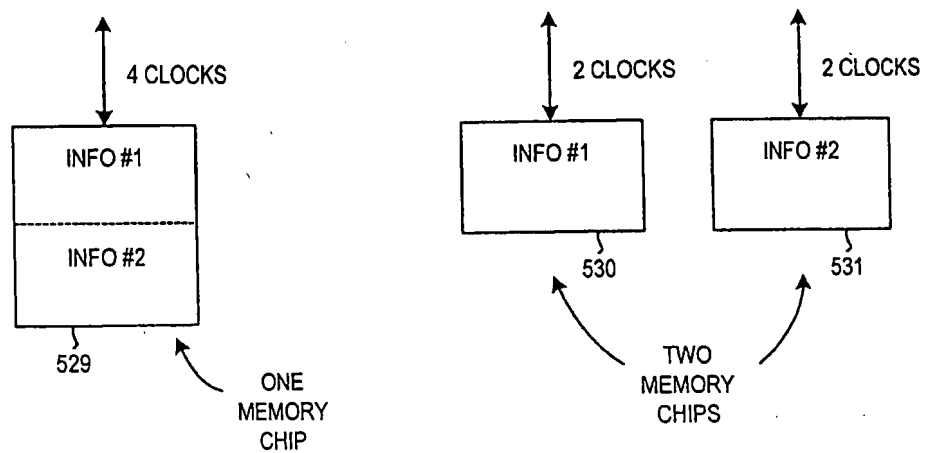 4 CLOCKS
INFO #1
INFO #2
529
ONE
MEMORY
CHIP
2 CLOCKS
INFO #1
530
2 CLOCKS
INFO #2
531
TWO
MEMORY
CHIPS